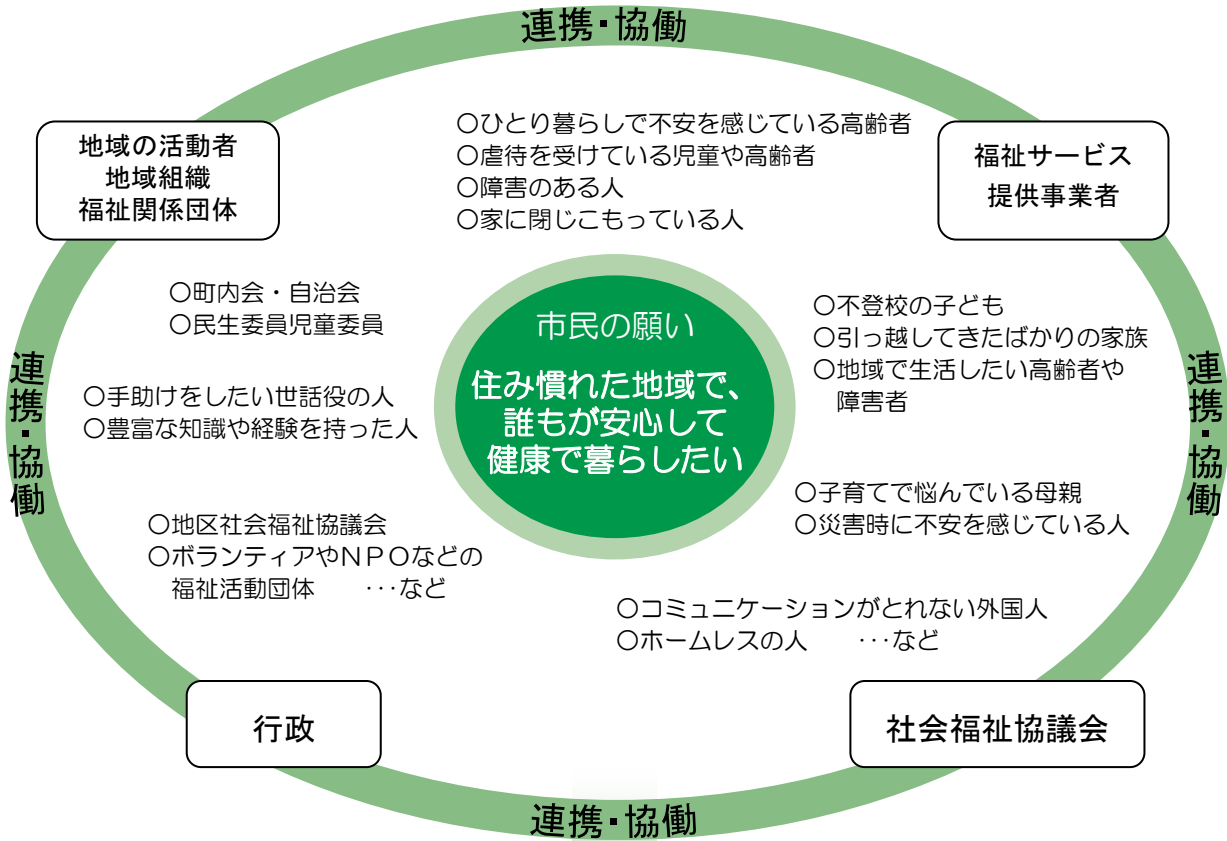 連携・協働
地域の活動者
地域組織
福祉関係団体
○ひとり暮らしで不安を感じている高齢者
○虐待を受けている児童や高齢者
○障害のある人
○家に閉じこもっている人
福祉サービス
提供事業者
○町内会・自治会
○民生委員児童委員
○手助けをしたい世話役の人
○豊富な知識や経験を持った人
○地区社会福祉協議会
○ボランティアやNPOなどの
福祉活動団体 …など
市民の願い
住み慣れた地域で、
誰もが安心して
健康で暮らしたい
○不登校の子ども
○引っ越してきたばかりの家族
○地域で生活したい高齢者や
障害者
○子育てで悩んでいる母親
○災害時に不安を感じている人
○コミュニケーションがとれない外国人
○ホームレスの人 …など
連携・協働
連携・協働
行政
社会福祉協議会
連携・協働